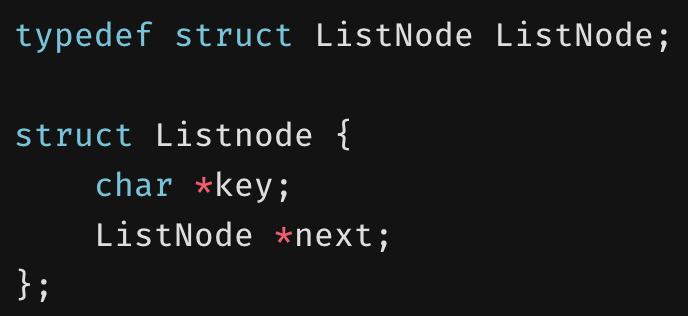 typedef struct ListNode ListNode;
struct Listnode {
char *key;
ListNode *next;
};